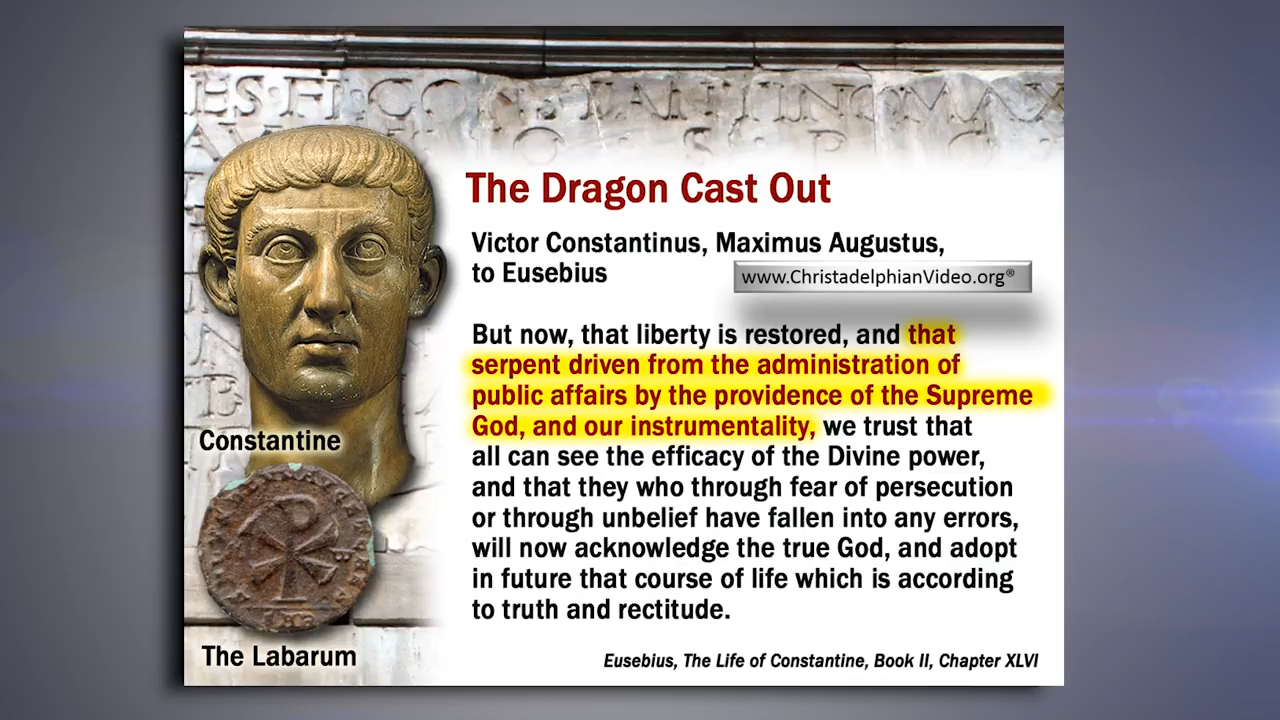 The Dragon Cast Out
Victor Constantinus, Maximus Augustus,
to Eusebius
www.ChristadelphianVideo.org®
But now, that liberty is restored, and that
serpent driven from the administration of
public affairs by the providence of the Supreme
God, and our instrumentality, we trust that
all can see the efficacy of the Divine power,
and that they who through fear of persecution
or through unbelief have fallen into any errors,
will now acknowledge the true God, and adopt
in future that course of life which is according
to truth and rectitude.
Eusebius, The Life of Constantine, Book II, Chapter XLVI
Constantine
The Labarum